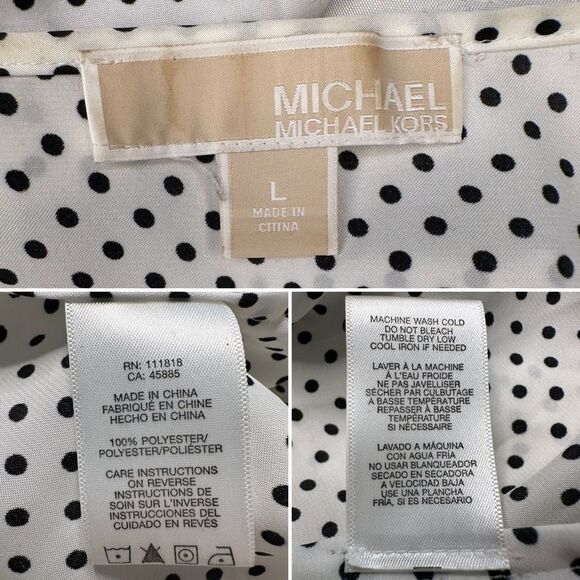 MICHAEL
MICHAEL KORS
L
MADE IN
CHINA
RN: 111818
CA: 45885
MADE IN CHINA
FABRIQUÉ EN CHINE
HECHO EN CHINA
100% POLYESTER/
POLYESTER/POLIÉSTER
CARE INSTRUCTIONS
ON REVERSE
INSTRUCTIONS DE
SOIN SUR L'INVERSE
INSTRUCCIONES DEL
CUIDADO EN REVÉS
MACHINE WASH COLD
DO NOT BLEACH
TUMBLE DRY LOW
COOL IRON IF NEEDED
LAVER À LA MACHINE
À L'EAU FROIDE
NE PAS JAVELLISER
SÉCHER PAR CULBUTAGE
À BASSE TEMPÉRATURE
REPASSER À BASSE
TEMPÉRATURE
SI NÉCESSAIRE
LAVADO A MÁQUINA
CON AGUA FRÍA
NO USAR BLANQUEADOR
SECADO EN SECADORA
A VELOCIDAD BAJA
USE UNA PLANCHA
FRÍA, SI ES NECESARIO